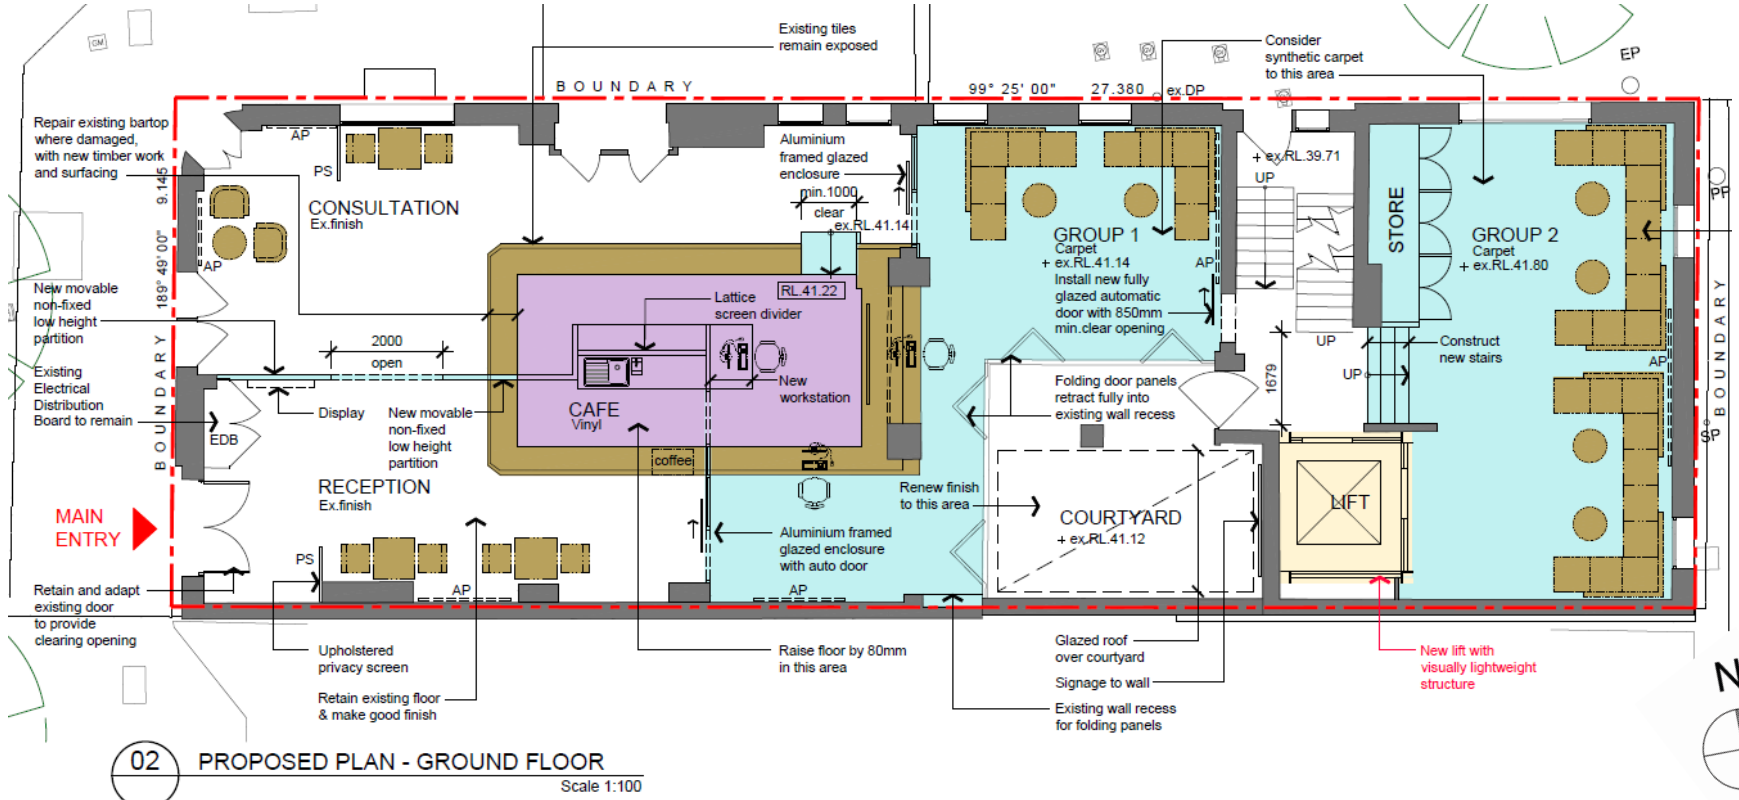 Existing tiles
remain exposed
Consider
synthetic carpet
to this area
EP
GM
GV
GV
GV
GV
BOUNDARY
99° 25' 00"
27.380
ex.DP
Repair existing bartop
where damaged,
with new timber work
and surfacing
AP
PS
Aluminium
framed glazed
enclosure
min.1000
clear
ex.RL.41.14
+ ex.RL.39.71
UP
PP
9.145
189° 49' 00"
BOUNDARY
CONSULTATION
Ex.finish
AP
GROUP 1
Carpet
+ ex.RL.41.14
Install new fully
glazed automatic
door with 850mm
min.clear opening
AP
STORE
GROUP 2
Carpet
+ ex.RL.41.80
New movable
non-fixed
low height
partition
RL.41.22
Lattice
screen divider
2000
open
UP
Construct
new stairs
UP
1679
AP
BOUNDARY
Existing
Electrical
Distribution
Board to remain
EDB
Display
New movable
non-fixed
low height
partition
CAFE
Vinyl
New
workstation
Folding door panels
retract fully into
existing wall recess
SP
coffee
RECEPTION
Ex.finish
MAIN
ENTRY
Renew finish
to this area
COURTYARD
+ ex.RL.41.12
LIFT
Aluminium framed
glazed enclosure
with auto door
PS
AP
AP
Retain and adapt
existing door
to provide
clearing opening
Upholstered
privacy screen
Retain existing floor
& make good finish
Raise floor by 80mm
in this area
Glazed roof
over courtyard
Signage to wall
Existing wall recess
for folding panels
New lift with
visually lightweight
structure
N
02
PROPOSED PLAN - GROUND FLOOR
Scale 1:100